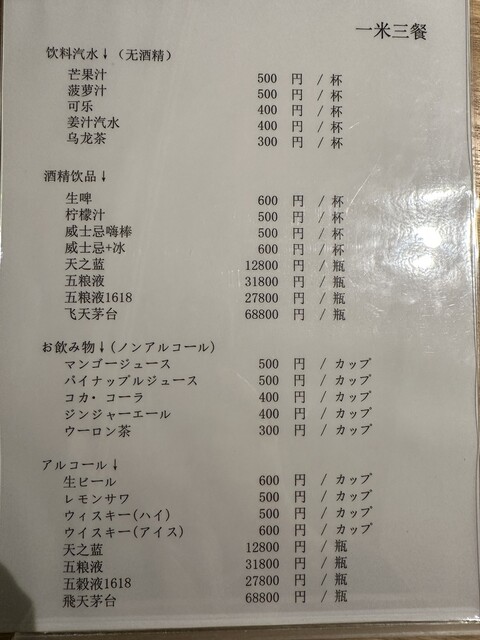 一米三餐
饮料汽水↓（无酒精）
芒果汁 500 円 / 杯
菠萝汁 500 円 / 杯
可乐 400 円 / 杯
姜汁汽水 400 円 / 杯
乌龙茶 300 円 / 杯
酒精饮品↓
生啤 600 円 / 杯
柠檬汁 500 円 / 杯
威士忌嗨棒 500 円 / 杯
威士忌+冰 600 円 / 杯
天之蓝 12800 円 / 瓶
五粮液 31800 円 / 瓶
五粮液1618 27800 円 / 瓶
飞天茅台 68800 円 / 瓶
お飲み物↓(ノンアルコール)
マンゴージュース 500 円 / カップ
パイナップルジュース 500 円 / カップ
コカ・コーラ 400 円 / カップ
ジンジャーエール 400 円 / カップ
ウーロン茶 300 円 / カップ
アルコール↓
生ビール 600 円 / カップ
レモンサワ 500 円 / カップ
ウィスキー(ハイ) 500 円 / カップ
ウイスキー(アイス) 600 円 / カップ
天之蓝 12800 円 / 瓶
五粮液 31800 円 / 瓶
五穀液1618 27800 円 / 瓶
飛天茅台 68800 円 / 瓶